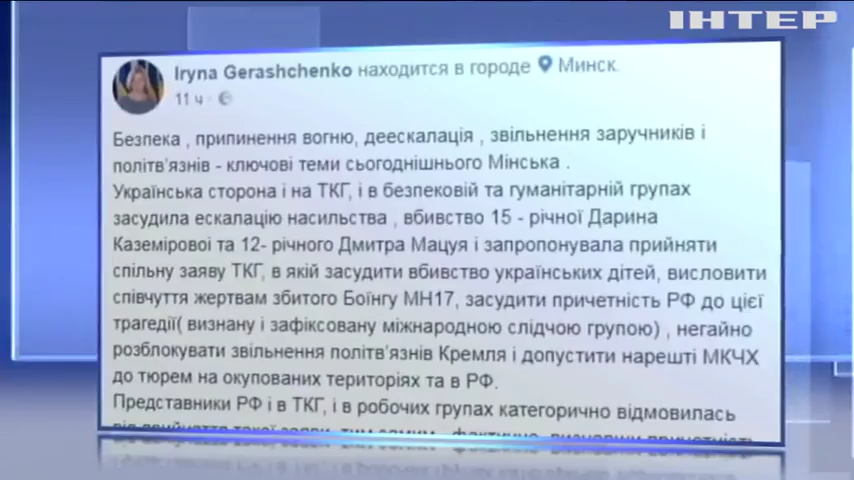 ІНТЕР
Iryna Gerashchenko находится в городе Минск.
11 ч
Безпека , припинення вогню, деескалація , звільнення заручників і
політв'язнів - ключові теми сьогоднішнього Мінська .
Українська сторона і на ТКГ, і в безпековій та гуманітарній групах
засудила ескалацію насильства , вбивство 15 - річної Дарина
Каземірової та 12- річного Дмитра Мацуя і запропонувала прийняти
спільну заяву ТКГ, в якій засудити вбивство українських дітей, висловити
співчуття жертвам збитого Боїнгу МН17, засудити причетність РФ до цієї
трагедії( визнану і зафіксовану міжнародною слідчою групою) , негайно
розблокувати звільнення політв'язнів Кремля і допустити нарешті МКЧХ
до тюрем на окупованих територіях та в РФ.
Представники РФ і в ТКГ, і в робочих групах категорично відмовилась